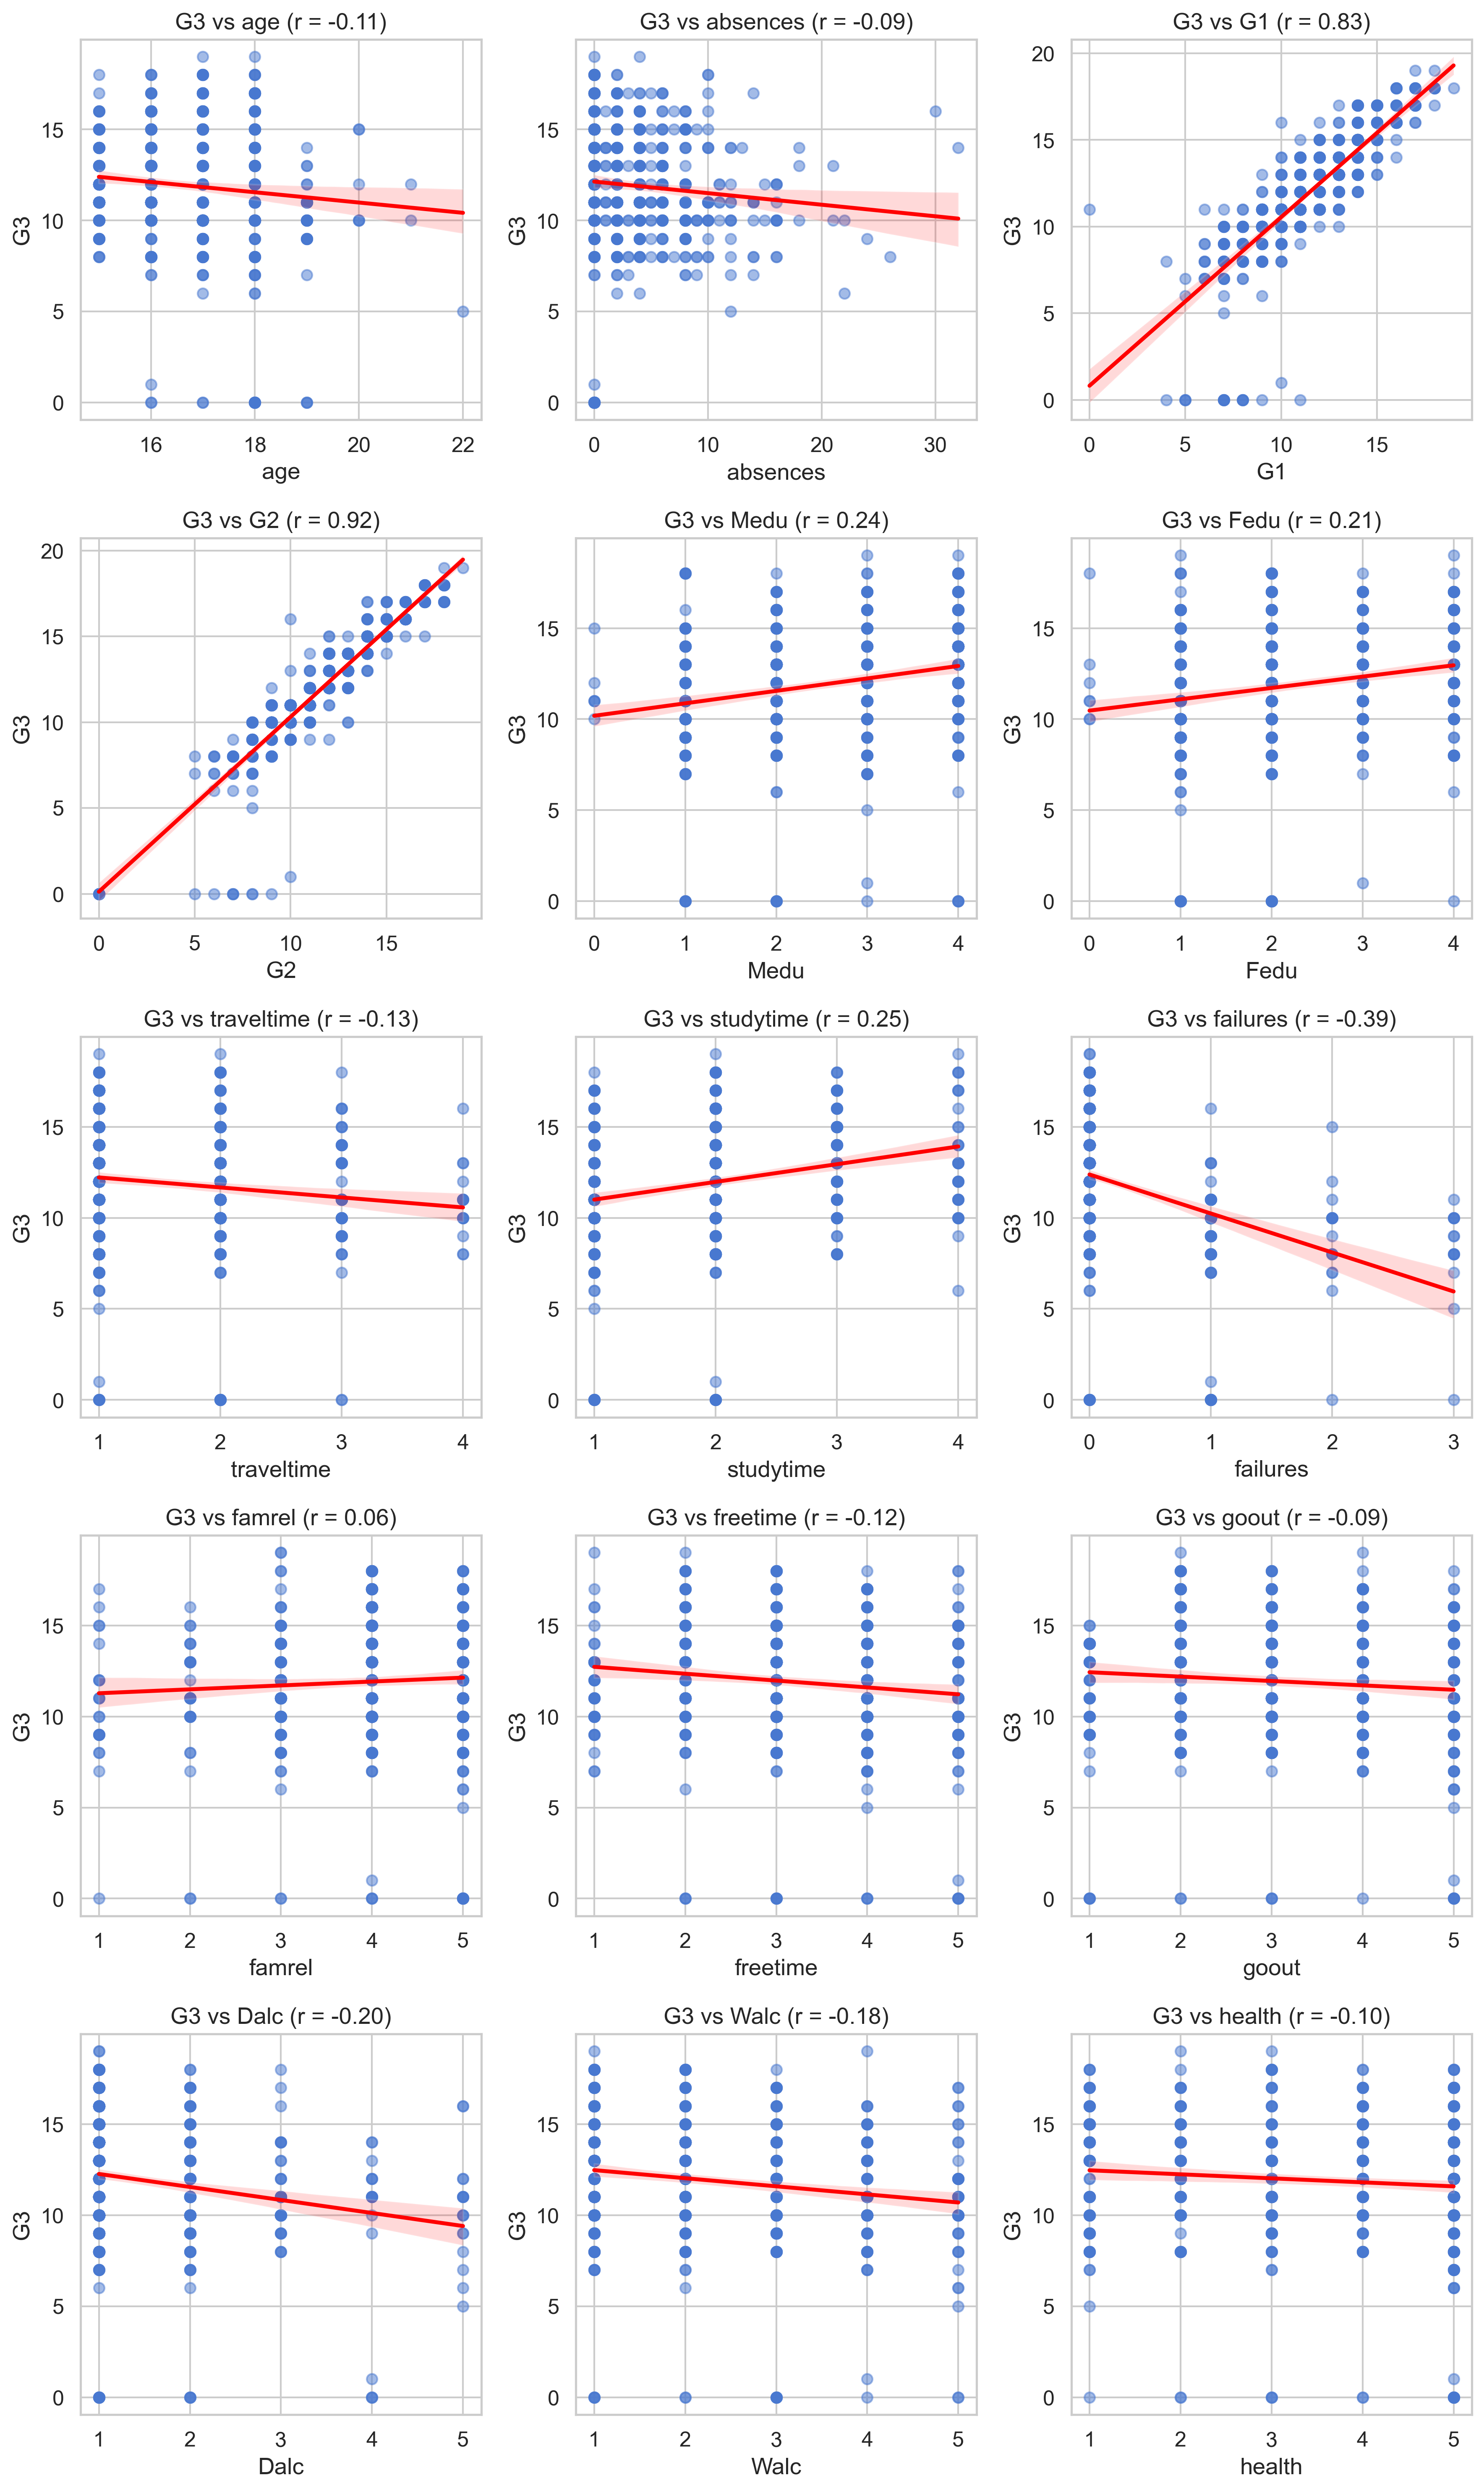 G3 vs age (r = -0.11)
G3 vs absences (r = -0.09)
G3 vs G1 (r = 0.83)
15
10
5
0
G3
16 18 20 22
age
15
10
5
0
G3
0 10 20 30
absences
20
15
10
5
0
G3
0 5 10 15
G1
G3 vs G2 (r = 0.92)
G3 vs Medu (r = 0.24)
G3 vs Fedu (r = 0.21)
20
15
10
5
0
G3
0 5 10 15
G2
15
10
5
0
G3
0 1 2 3 4
Medu
15
10
5
0
G3
0 1 2 3 4
Fedu
G3 vs traveltime (r = -0.13)
G3 vs studytime (r = 0.25)
G3 vs failures (r = -0.39)
15
10
5
0
G3
1 2 3 4
traveltime
15
10
5
0
G3
1 2 3 4
studytime
15
10
5
0
G3
0 1 2 3
failures
G3 vs famrel (r = 0.06)
G3 vs freetime (r = -0.12)
G3 vs goout (r = -0.09)
15
10
5
0
G3
1 2 3 4 5
famrel
15
10
5
0
G3
1 2 3 4 5
freetime
15
10
5
0
G3
1 2 3 4 5
goout
G3 vs Dalc (r = -0.20)
G3 vs Walc (r = -0.18)
G3 vs health (r = -0.10)
15
10
5
0
G3
1 2 3 4 5
Dalc
15
10
5
0
G3
1 2 3 4 5
Walc
15
10
5
0
G3
1 2 3 4 5
health